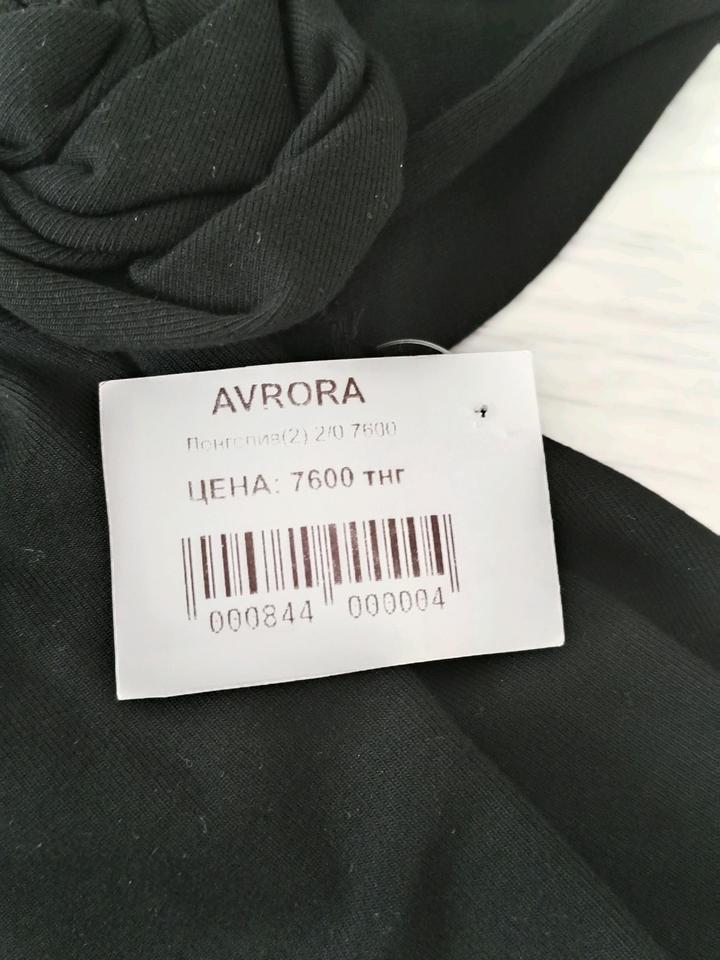 AVRORA
Лонгслив(2) 2/0 7600
ЦЕНА: 7600 тнг
000844 000004